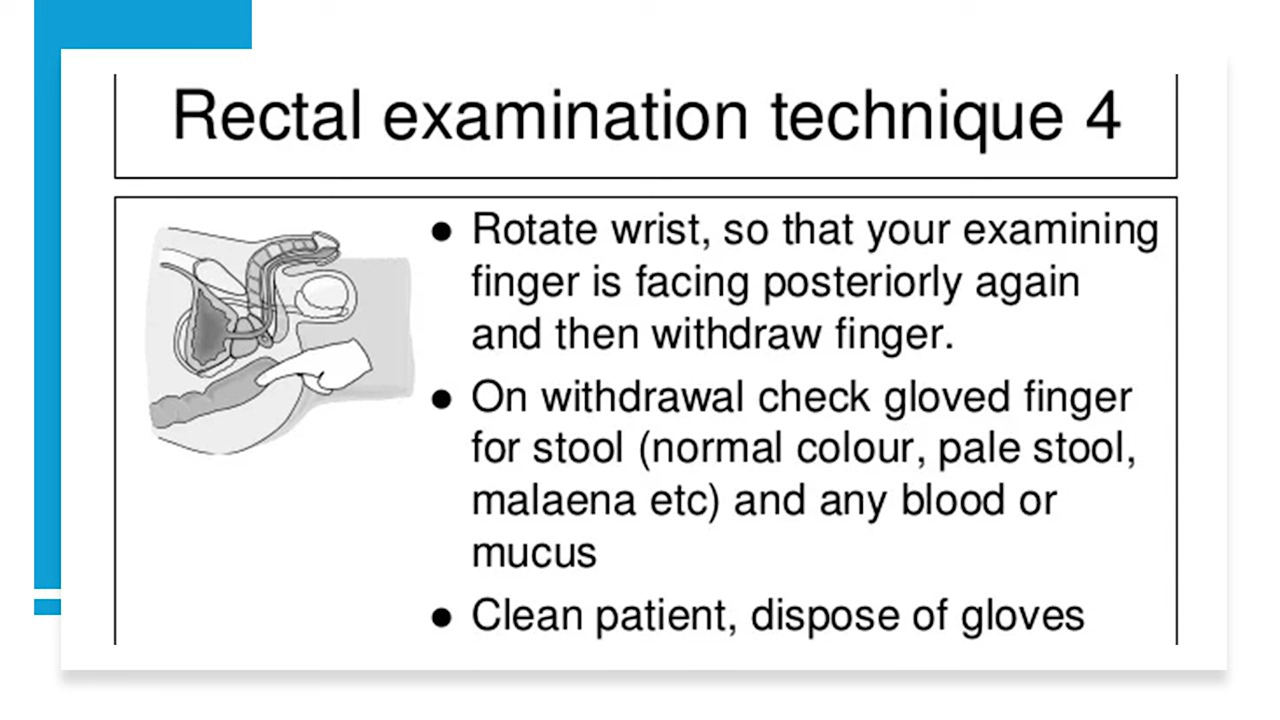 Rectal examination technique 4
● Rotate wrist, so that your examining
finger is facing posteriorly again
and then withdraw finger.
● On withdrawal check gloved finger
for stool (normal colour, pale stool,
malaena etc) and any blood or
mucus
● Clean patient, dispose of gloves